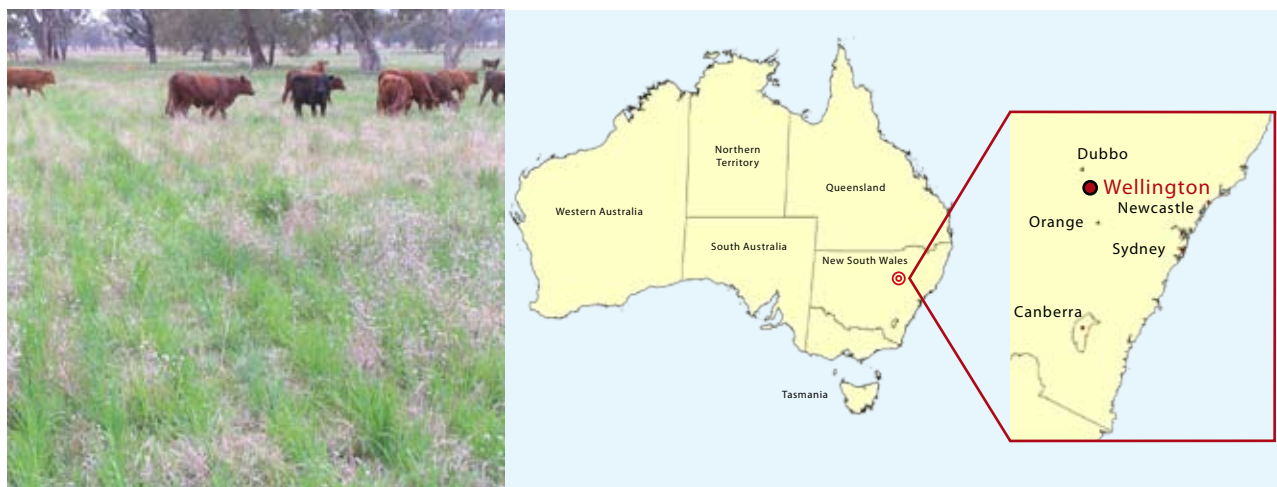 Northern
Territory
Queensland
Western Australia
South Australia
New South Wales
Tasmania
Dubbo
Wellington
Newcastle
Orange
Sydney
Canberra